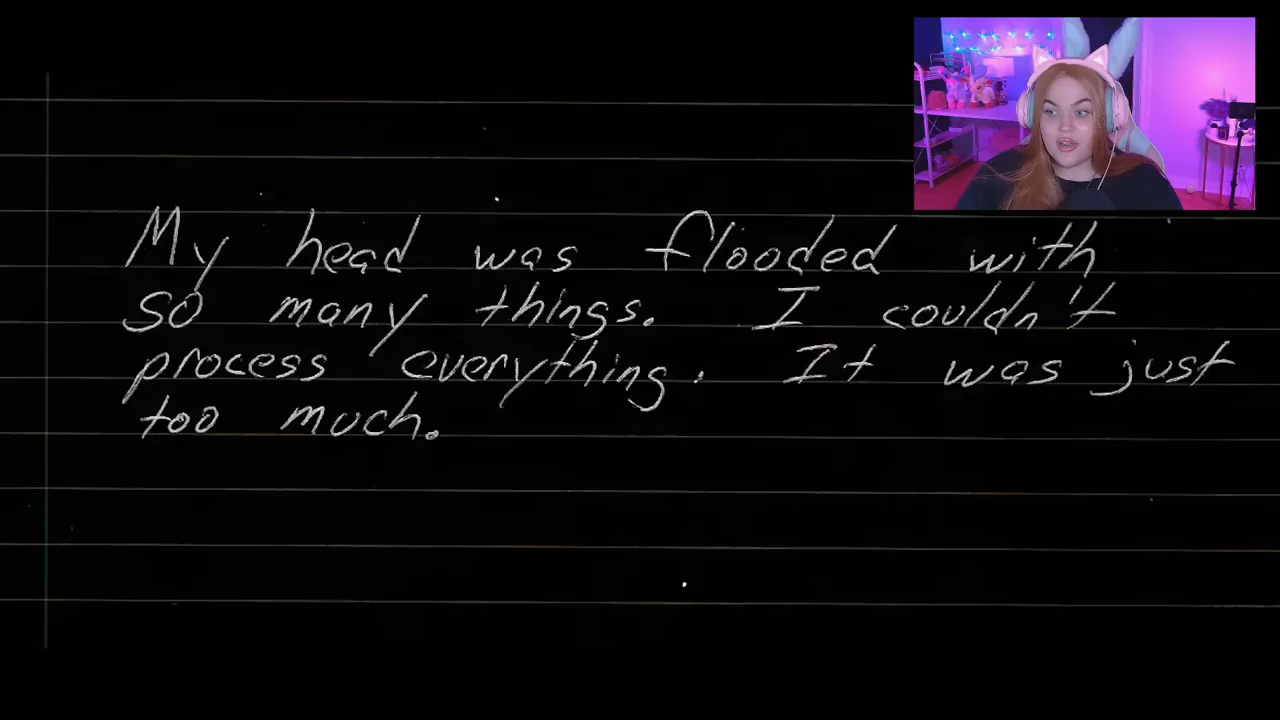 My head was flooded with
so many things. I couldn't
process everything. It was just
too much.